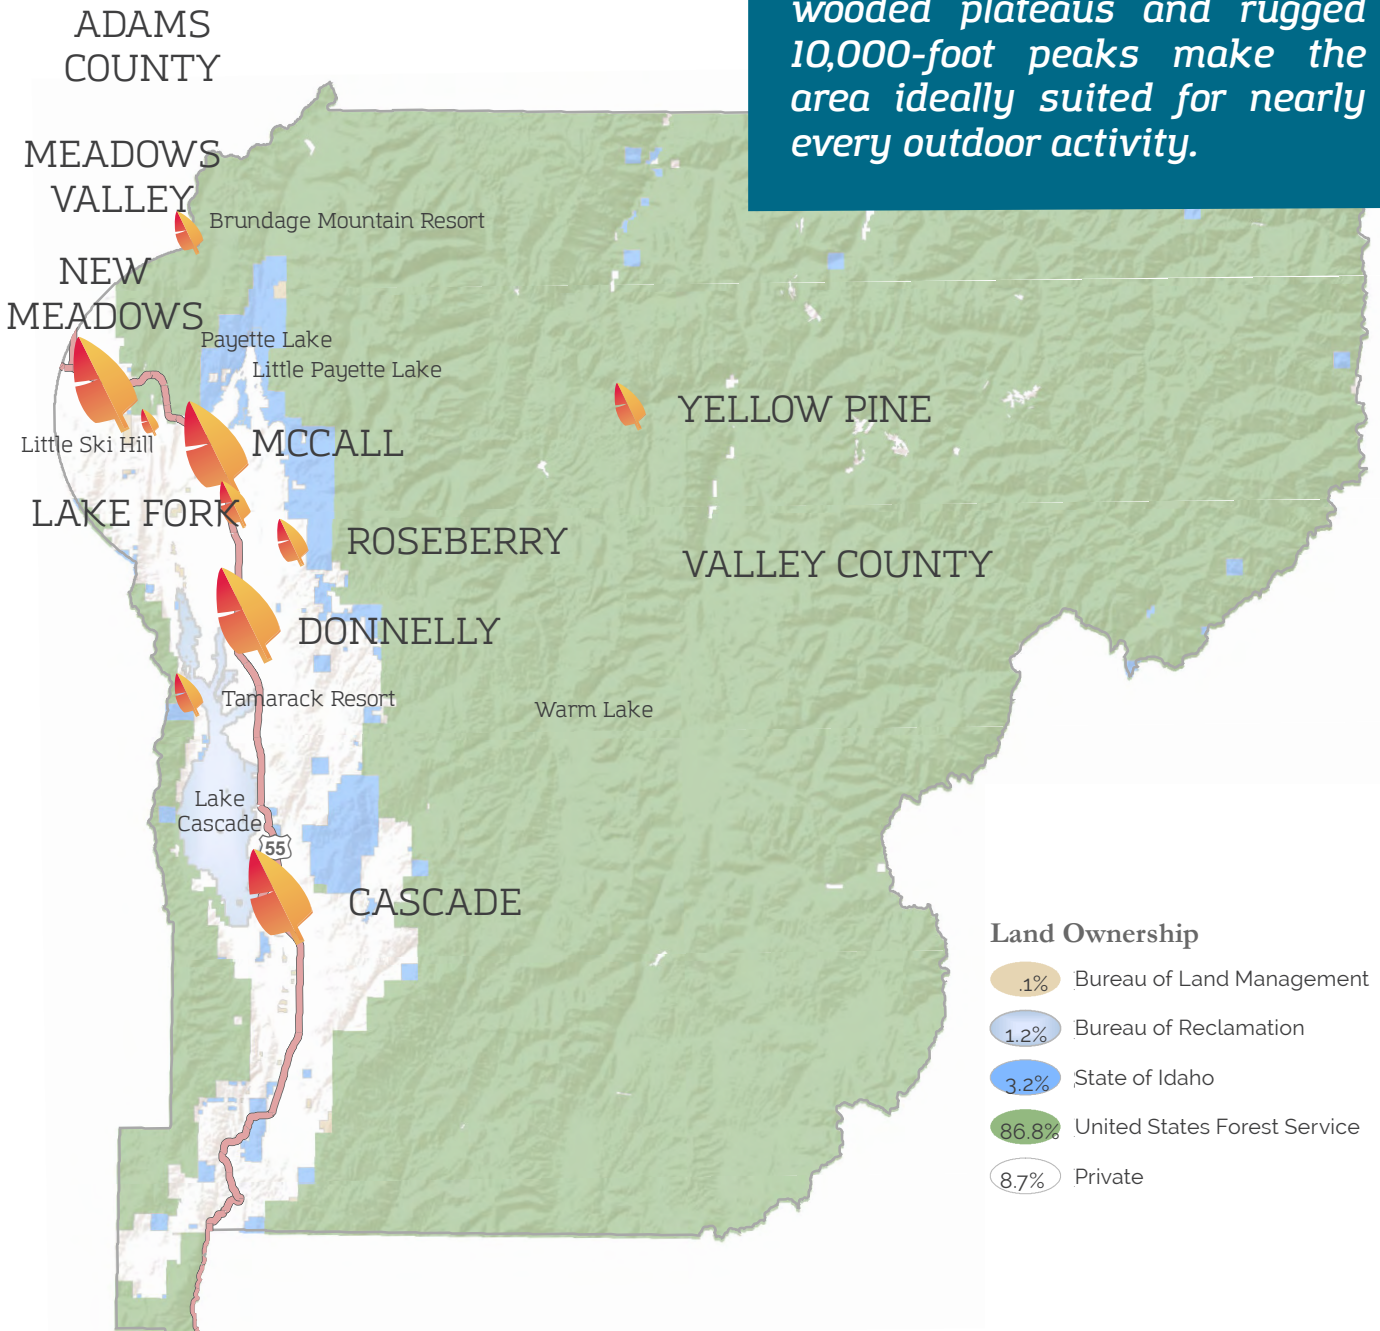 ADAMS
COUNTY
wooded plateaus and rugged
10,000-foot peaks make the
area ideally suited for nearly
every outdoor activity.
MEADOWS
VALLEY
Brundage Mountain Resort
NEW
MEADOWS
Payette Lake
Little Payette Lake
YELLOW PINE
Little Ski Hill
MCCALL
LAKE FORK
ROSEBERRY
VALLEY COUNTY
DONNELLY
Tamarack Resort
Warm Lake
Lake
Cascade
55
CASCADE
Land Ownership
.1% Bureau of Land Management
1.2% Bureau of Reclamation
3.2% State of Idaho
86.8% United States Forest Service
8.7% Private